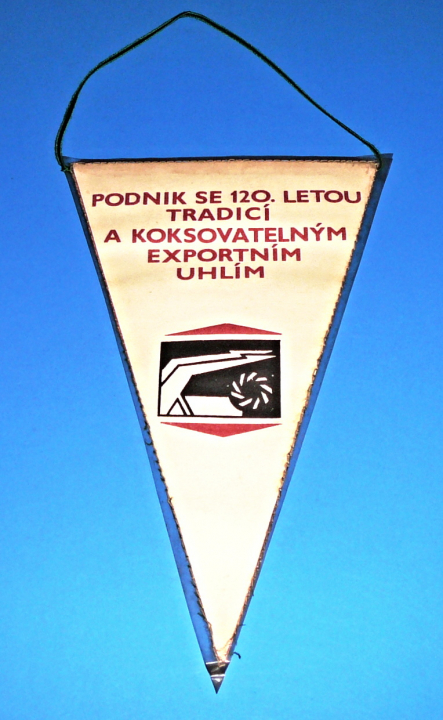 PODNIK SE 120. LETOU
TRADICÍ
A KOKSOVATELNÝM
EXPORTNÍM
UHLÍM